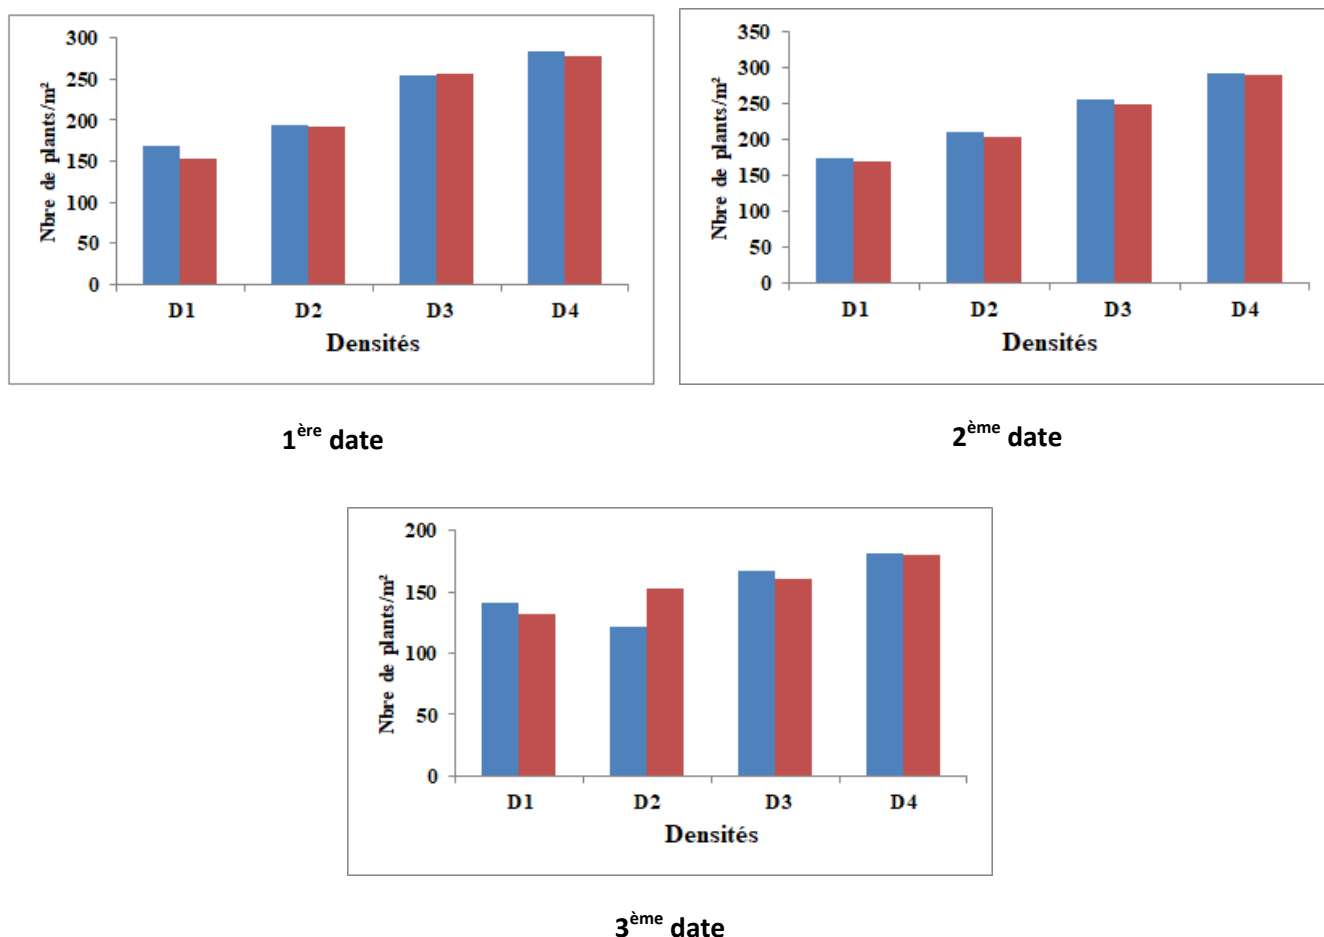 Nbre de plants/m²
300
250
200
150
100
50
0
D1 D2 D3 D4
Densités
1ère date
Nbre de plants/m²
350
300
250
200
150
100
50
0
D1 D2 D3 D4
Densités
2ème date
Nbre de plants/m²
200
150
100
50
0
D1 D2 D3 D4
Densités
3ème date